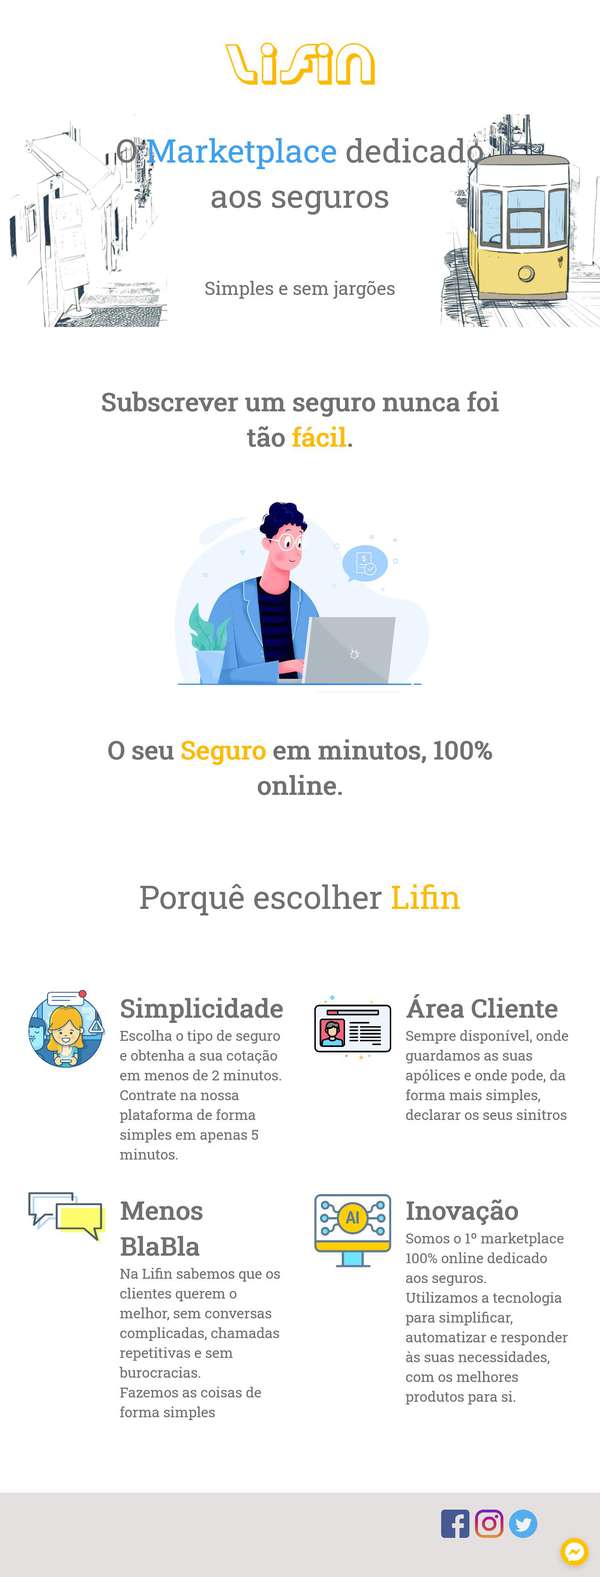 Lifin
O Marketplace dedicado
aos seguros
Simples e sem jargões
Subscrever um seguro nunca foi
tão fácil.
$
O seu Seguro em minutos, 100%
online.
Porquê escolher Lifin
Simplicidade
Escolha o tipo de seguro
e obtenha a sua cotação
em menos de 2 minutos.
Contrate na nossa
plataforma de forma
simples em apenas 5
minutos.
Área Cliente
Sempre disponível, onde
guardamos as suas
apólices e onde pode, da
forma mais simples,
declarar os seus sinitros
Menos
BlaBla
Na Lifin sabemos que os
clientes querem o
melhor, sem conversas
complicadas, chamadas
repetitivas e sem
burocracias.
Fazemos as coisas de
forma simples
AI
Inovação
Somos o 1º marketplace
100% online dedicado
aos seguros.
Utilizamos a tecnologia
para simplificar,
automatizar e responder
às suas necessidades,
com os melhores
produtos para si.